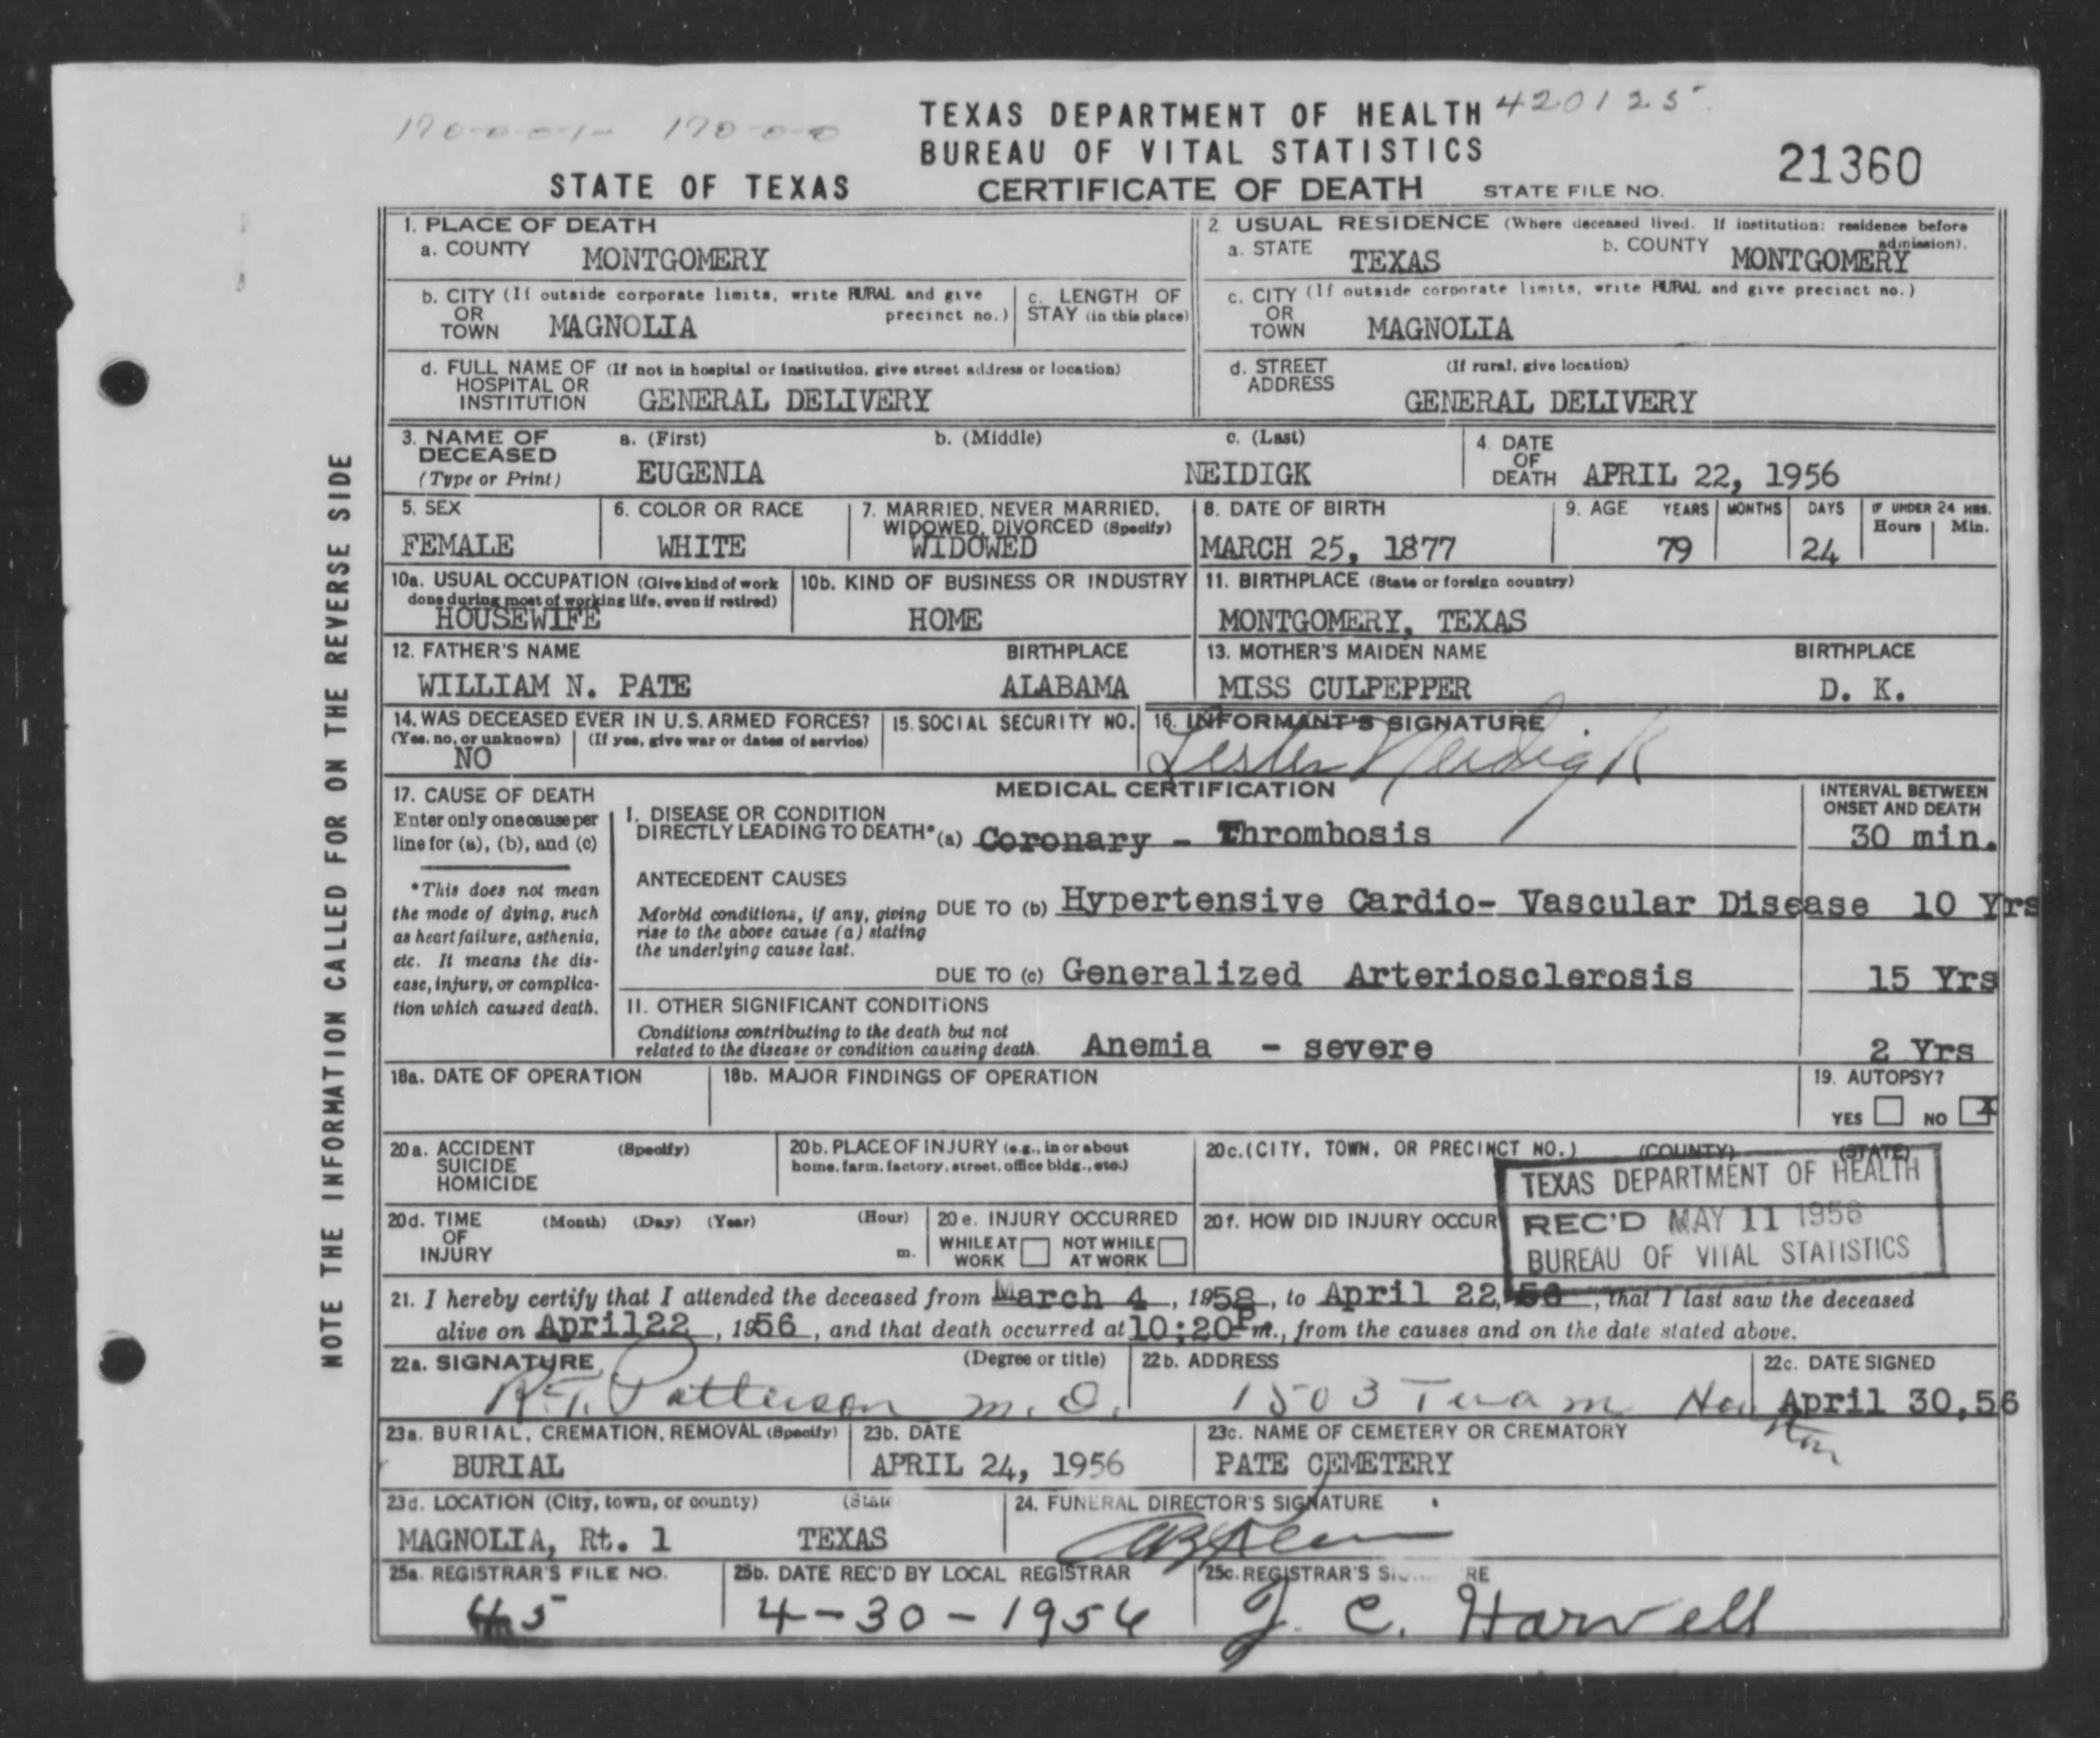 420125
170-0-0
TEXAS DEPARTMENT OF HEALTH
BUREAU OF VITAL STATISTICS
STATE OF TEXAS CERTIFICATE OF DEATH STATE FILE NO. 21360
NOTE THE INFORMATION CALLED FOR ON THE REVERSE SIDE
1. PLACE OF DEATH
a. COUNTY MONTGOMERY
2 USUAL RESIDENCE (Where deceased lived. If institution: residence before admission).
a. STATE TEXAS b. COUNTY MONTGOMERY
b. CITY (If outside corporate limits, write RURAL and give precinct no.)
OR
TOWN MAGNOLIA
c. LENGTH OF
STAY (in this place)
c. CITY (If outside corporate limits, write RURAL and give precinct no.)
OR
TOWN MAGNOLIA
d. FULL NAME OF (If not in hospital or institution, give street address or location)
HOSPITAL OR
INSTITUTION GENERAL DELIVERY
d. STREET (If rural, give location)
ADDRESS
GENERAL DELIVERY
3. NAME OF a. (First) b. (Middle) c. (Last)
DECEASED
(Type or Print) EUGENIA NEIDIGK
4. DATE
OF
DEATH APRIL 22, 1956
5. SEX
FEMALE
6. COLOR OR RACE
WHITE
7. MARRIED, NEVER MARRIED,
WIDOWED, DIVORCED (Specify)
WIDOWED
8. DATE OF BIRTH
MARCH 25, 1877
9. AGE YEARS MONTHS DAYS IF UNDER 24 HRS.
Hours Min.
79 24
10a. USUAL OCCUPATION (Give kind of work
done during most of working life, even if retired)
HOUSEWIFE
10b. KIND OF BUSINESS OR INDUSTRY
HOME
11. BIRTHPLACE (State or foreign country)
MONTGOMERY, TEXAS
12. FATHER'S NAME BIRTHPLACE
WILLIAM N. PATE ALABAMA
13. MOTHER'S MAIDEN NAME BIRTHPLACE
MISS CULPEPPER D. K.
14. WAS DECEASED EVER IN U.S. ARMED FORCES?
(Yes, no, or unknown) (If yes, give war or dates of service)
NO
15. SOCIAL SECURITY NO.
16. INFORMANT'S SIGNATURE
Lester Neidigk
17. CAUSE OF DEATH
Enter only one cause per
line for (a), (b), and (c)
*This does not mean
the mode of dying, such
as heart failure, asthenia,
etc. It means the dis-
ease, injury, or complica-
tion which caused death.
MEDICAL CERTIFICATION
INTERVAL BETWEEN
ONSET AND DEATH
I. DISEASE OR CONDITION
DIRECTLY LEADING TO DEATH* (a) Coronary - Thrombosis 30 min.
ANTECEDENT CAUSES
Morbid conditions, if any, giving
rise to the above cause (a) stating
the underlying cause last.
DUE TO (b) Hypertensive Cardio- Vascular Disease 10 Yrs
DUE TO (c) Generalized Arteriosclerosis 15 Yrs
II. OTHER SIGNIFICANT CONDITIONS
Conditions contributing to the death but not
related to the disease or condition causing death. Anemia - severe 2 Yrs
18a. DATE OF OPERATION
18b. MAJOR FINDINGS OF OPERATION
19. AUTOPSY?
YES NO X
20a. ACCIDENT (Specify)
SUICIDE
HOMICIDE
20b. PLACE OF INJURY (e.g., in or about
home, farm, factory, street, office bldg., etc.)
20c. (CITY, TOWN, OR PRECINCT NO.) (COUNTY) (STATE)
20d. TIME (Month) (Day) (Year) (Hour)
OF
INJURY m.
20e. INJURY OCCURRED
WHILE AT NOT WHILE
WORK AT WORK
20f. HOW DID INJURY OCCUR
TEXAS DEPARTMENT OF HEALTH
REC'D MAY 11 1956
BUREAU OF VITAL STATISTICS
21. I hereby certify that I attended the deceased from March 4, 1952, to April 22, 56, that I last saw the deceased
alive on April22, 1956, and that death occurred at 10:20P m., from the causes and on the date stated above.
22a. SIGNATURE (Degree or title)
R.T. Patterson M.D.
22b. ADDRESS
1503 Tuam Houston
22c. DATE SIGNED
April 30,56
23a. BURIAL, CREMATION, REMOVAL (Specify)
BURIAL
23b. DATE
APRIL 24, 1956
23c. NAME OF CEMETERY OR CREMATORY
PATE CEMETERY
23d. LOCATION (City, town, or county) (State
MAGNOLIA, Rt. 1 TEXAS
24. FUNERAL DIRECTOR'S SIGNATURE
25a. REGISTRAR'S FILE NO.
45
25b. DATE REC'D BY LOCAL REGISTRAR
4-30-1956
25c. REGISTRAR'S
J. C. Harwell